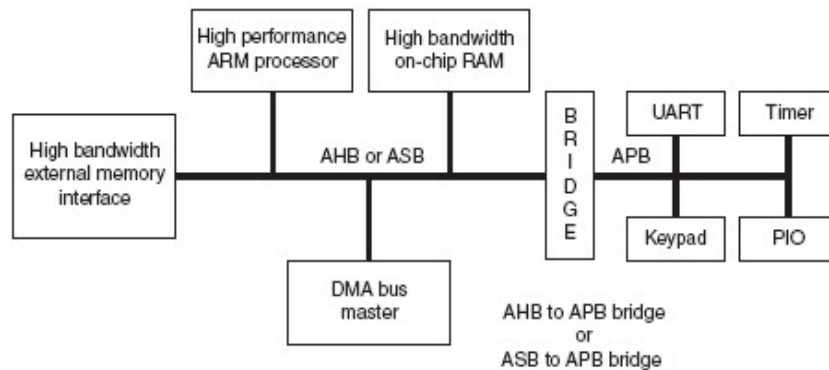 High performance
ARM processor
High bandwidth
on-chip RAM
High bandwidth
external memory
interface
AHB or ASB
B
R
I
D
G
E
APB
UART
Timer
Keypad
PIO
DMA bus
master
AHB to APB bridge
or
ASB to APB bridge